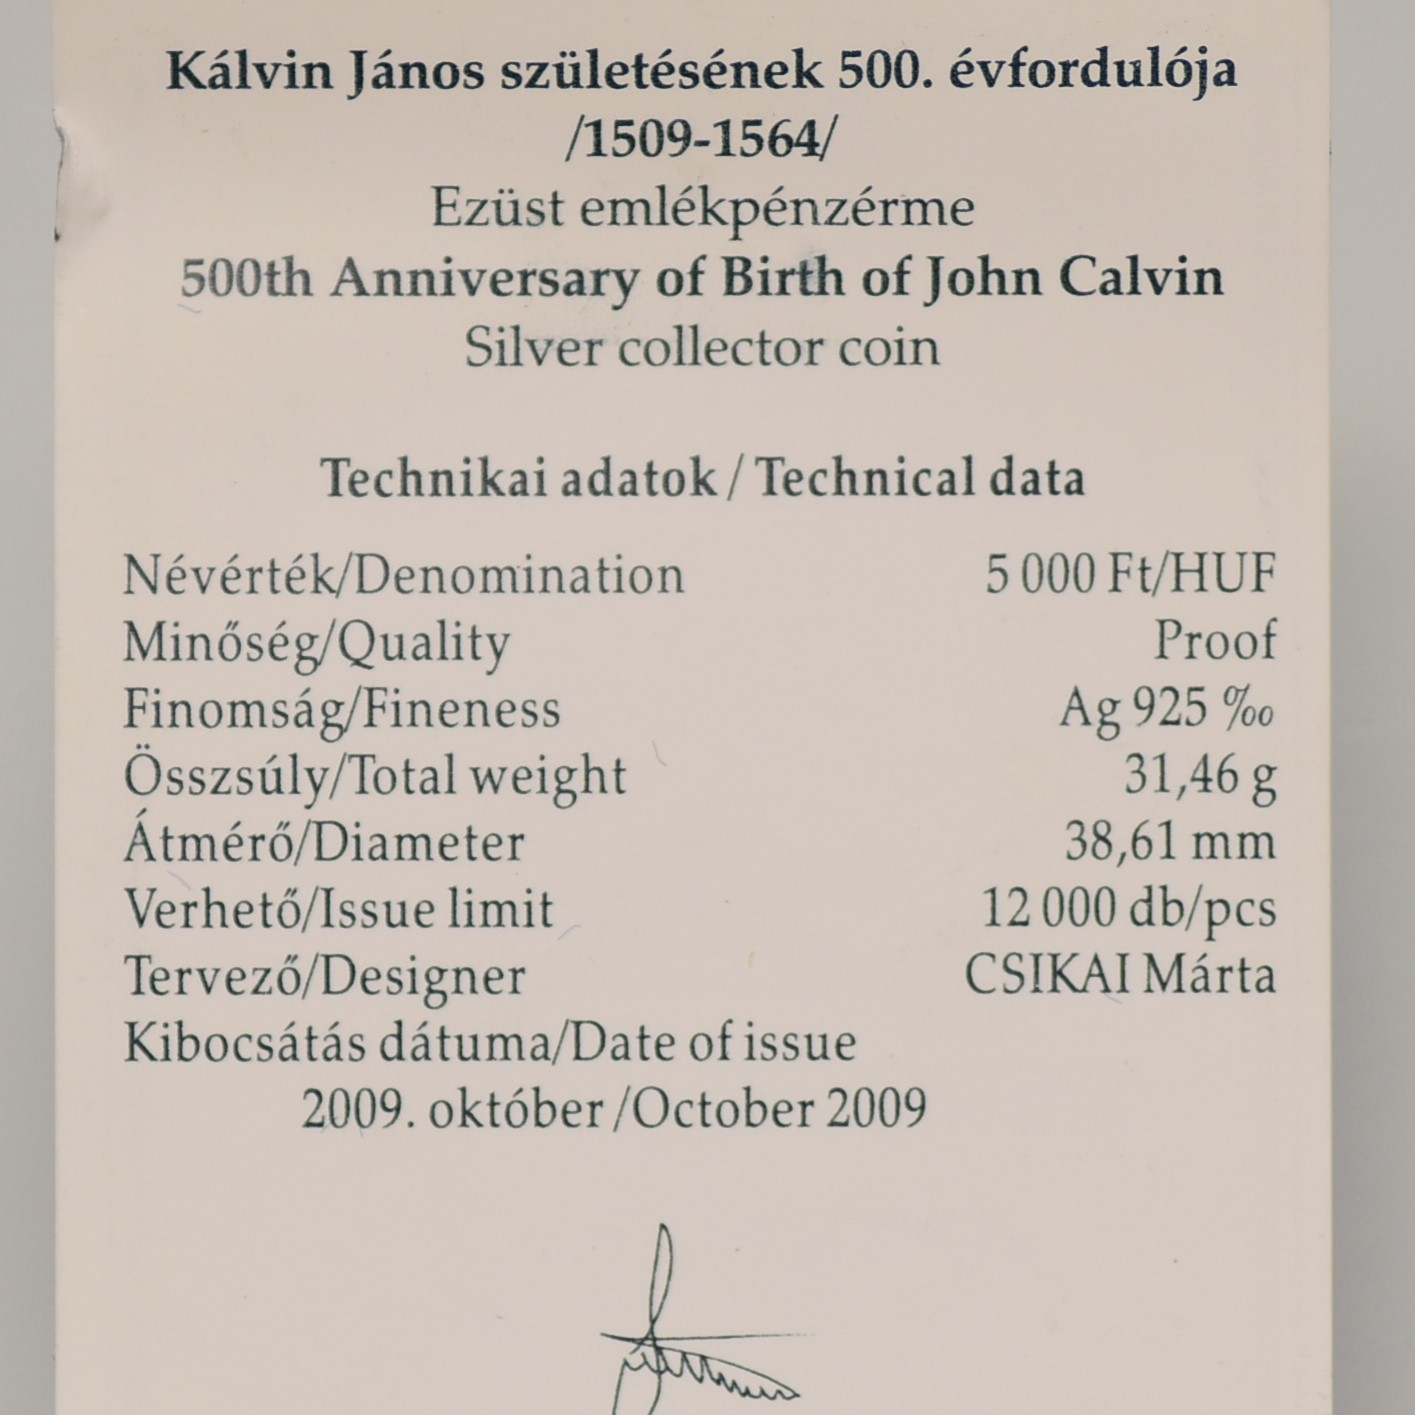 Kálvin János születésének 500. évfordulója
/1509-1564/
Ezüst emlékpénzérme
500th Anniversary of Birth of John Calvin
Silver collector coin
Technikai adatok / Technical data
Névérték/Denomination 5 000 Ft/HUF
Minőség/Quality Proof
Finomság/Fineness Ag 925 ‰
Összsúly/Total weight 31,46 g
Átmérő/Diameter 38,61 mm
Verhető/Issue limit 12 000 db/pcs
Tervező/Designer CSIKAI Márta
Kibocsátás dátuma/Date of issue
2009. október /October 2009